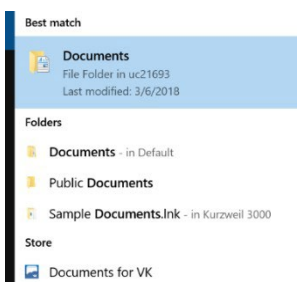 Best match
Documents
File Folder in uc21693
Last modified: 3/6/2018
Folders
Documents - in Default
Public Documents
Sample Documents.lnk - in Kurzweil 3000
Store
Documents for VK